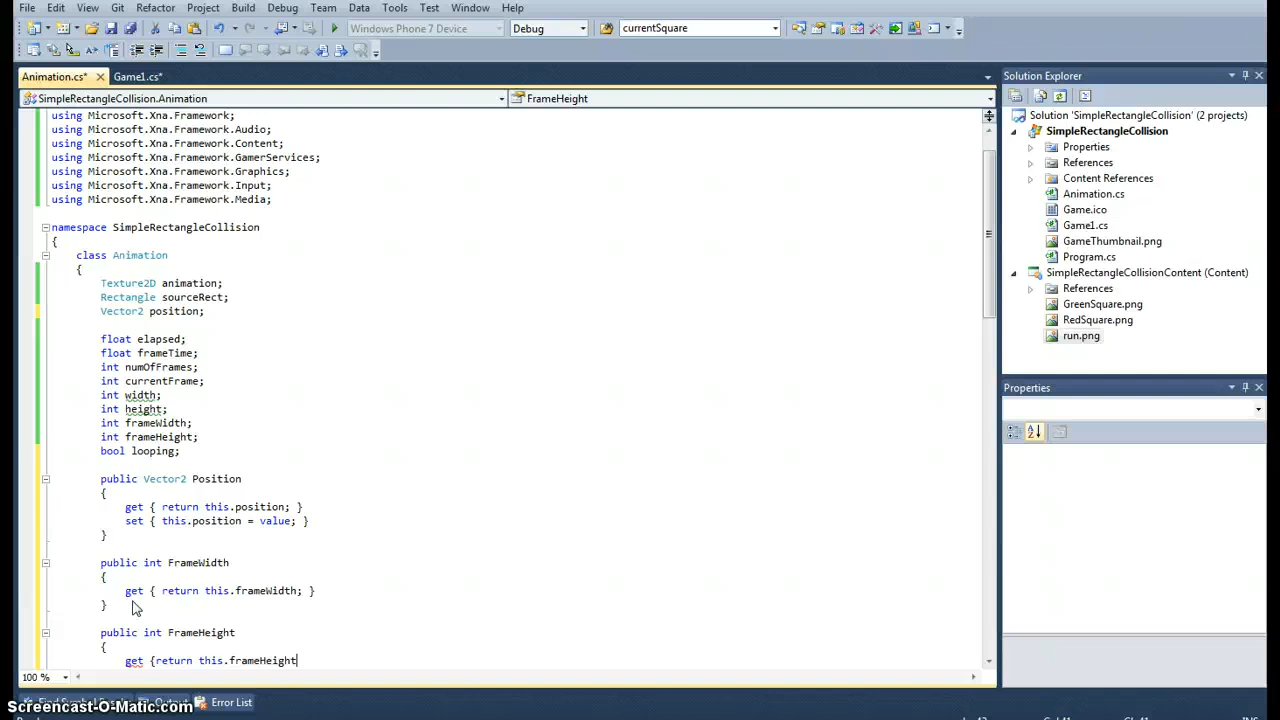 File Edit View Git Refactor Project Build Debug Team Data Tools Test Window Help
Windows Phone 7 Device Debug currentSquare
Animation.cs* Game1.cs*
SimpleRectangleCollision.Animation FrameHeight
using Microsoft.Xna.Framework;
using Microsoft.Xna.Framework.Audio;
using Microsoft.Xna.Framework.Content;
using Microsoft.Xna.Framework.GamerServices;
using Microsoft.Xna.Framework.Graphics;
using Microsoft.Xna.Framework.Input;
using Microsoft.Xna.Framework.Media;
namespace SimpleRectangleCollision
{
class Animation
{
Texture2D animation;
Rectangle sourceRect;
Vector2 position;
float elapsed;
float frameTime;
int numOfFrames;
int currentFrame;
int width;
int height;
int frameWidth;
int frameHeight;
bool looping;
public Vector2 Position
{
get { return this.position; }
set { this.position = value; }
}
public int FrameWidth
{
get { return this.frameWidth; }
}
public int FrameHeight
{
get {return this.frameHeight
100 %
Output Error List
Screencast-O-Matic.com
Solution Explorer
Solution 'SimpleRectangleCollision' (2 projects)
SimpleRectangleCollision
Properties
References
Content References
Animation.cs
Game.ico
Game1.cs
GameThumbnail.png
Program.cs
SimpleRectangleCollisionContent (Content)
References
GreenSquare.png
RedSquare.png
run.png
Properties